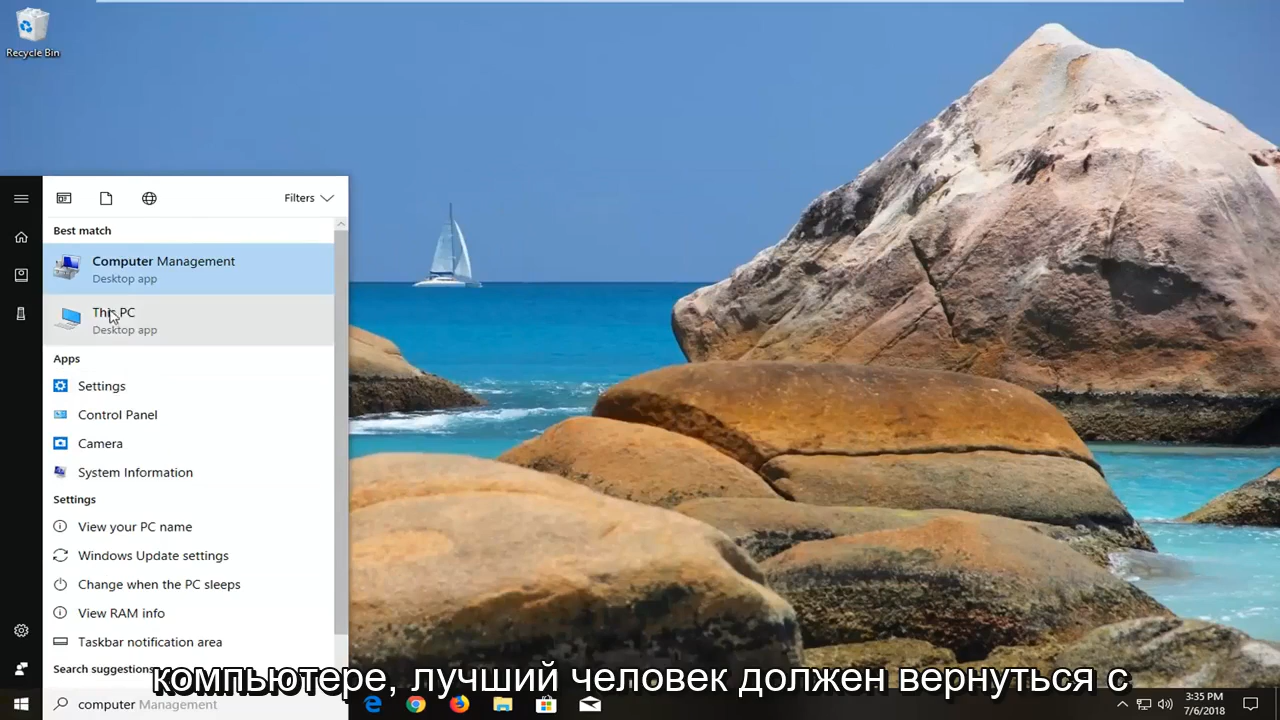 Recycle Bin
Filters
Best match
Computer Management
Desktop app
This PC
Desktop app
Apps
Settings
Control Panel
Camera
System Information
Settings
View your PC name
Windows Update settings
Change when the PC sleeps
View RAM info
Taskbar notification area
Search suggestions
компьютере, лучший человек должен вернуться с
computer Management
3:35 PM
7/6/2018